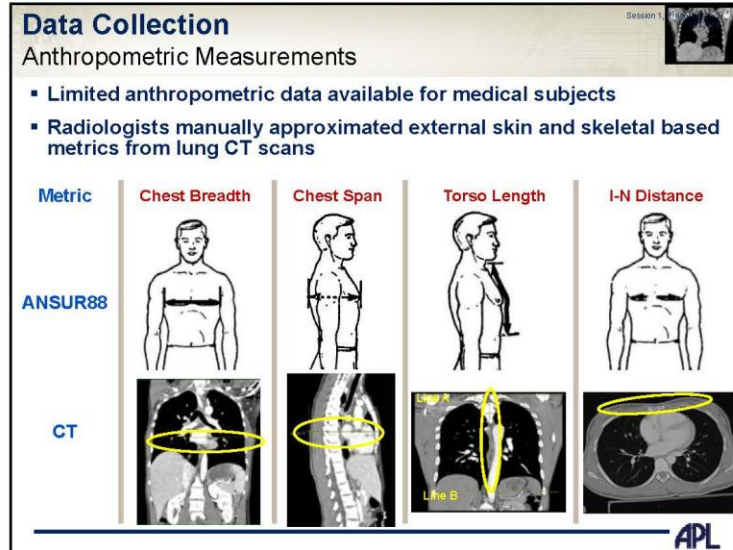 Data Collection
Session 1,
Anthropometric Measurements
▪ Limited anthropometric data available for medical subjects
▪ Radiologists manually approximated external skin and skeletal based
metrics from lung CT scans
Metric Chest Breadth Chest Span Torso Length I-N Distance
ANSUR88
CT
Line A
Line B
APL